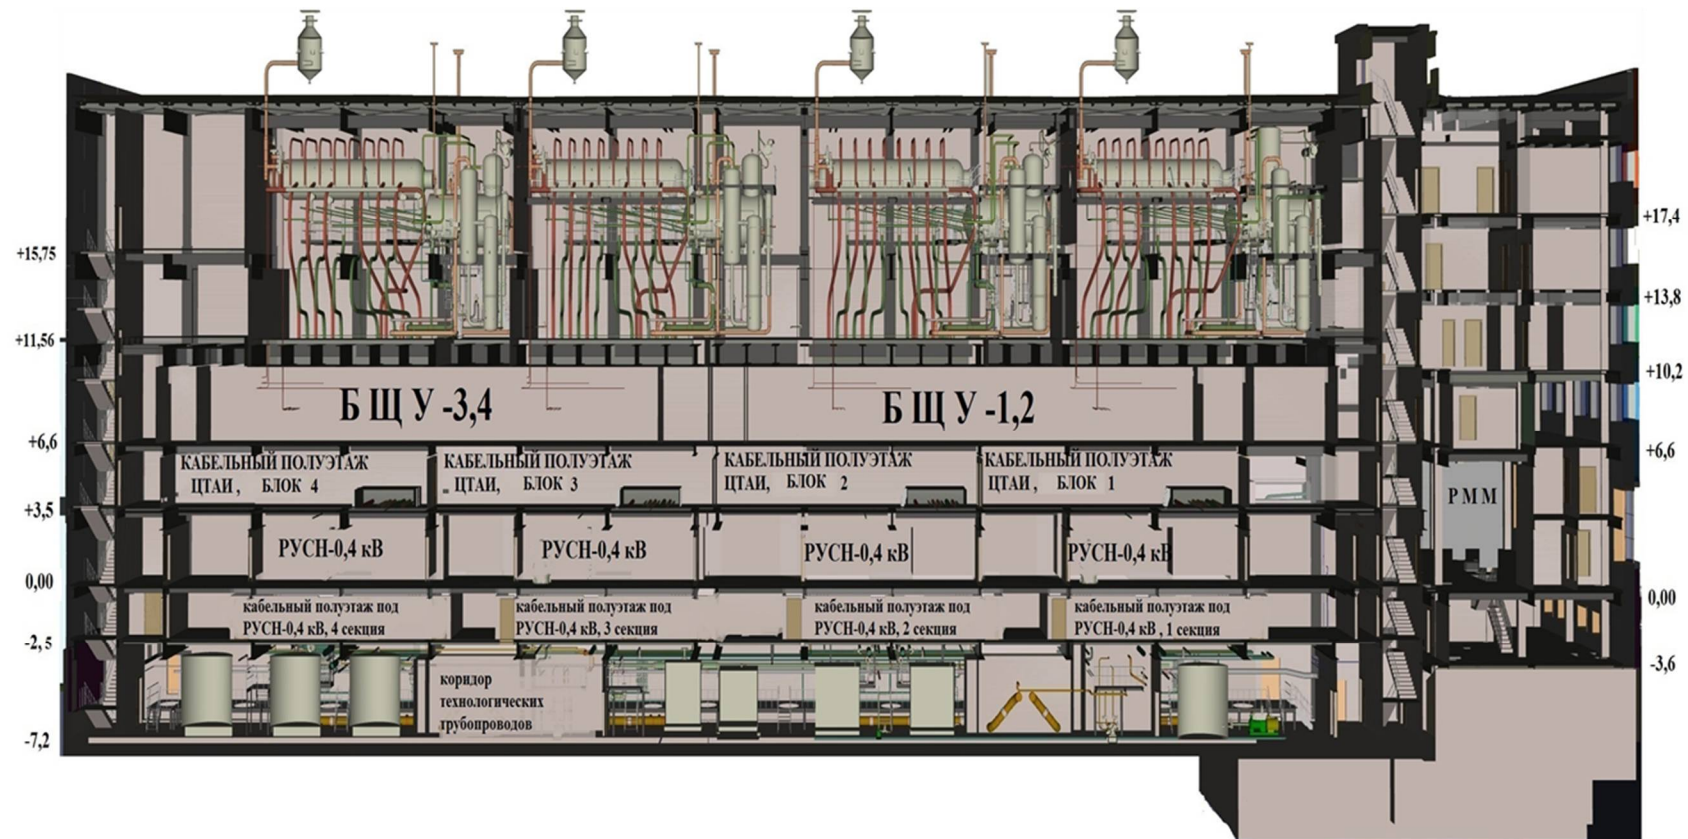 +17,4
+15,75
+13,8
+11,56
+10,2
Б Щ У -3,4
Б Щ У -1,2
+6,6
+6,6
КАБЕЛЬНЫЙ ПОЛУЭТАЖ
ЦТАИ , БЛОК 4
КАБЕЛЬНЫЙ ПОЛУЭТАЖ
ЦТАИ, БЛОК 3
КАБЕЛЬНЫЙ ПОЛУЭТАЖ
ЦТАИ, БЛОК 2
КАБЕЛЬНЫЙ ПОЛУЭТАЖ
ЦТАИ , БЛОК 1
Р М М
+3,5
РУСН-0,4 кВ
РУСН-0,4 кВ
РУСН-0,4 кВ
РУСН-0,4 кВ
0,00
0,00
кабельный полуэтаж под
РУСН-0,4 кВ, 4 секция
кабельный полуэтаж под
РУСН-0,4 кВ, 3 секция
кабельный полуэтаж под
РУСН-0,4 кВ, 2 секция
кабельный полуэтаж под
РУСН-0,4 кВ , 1 секция
-2,5
-3,6
коридор
технологических
трубопроводов
-7,2